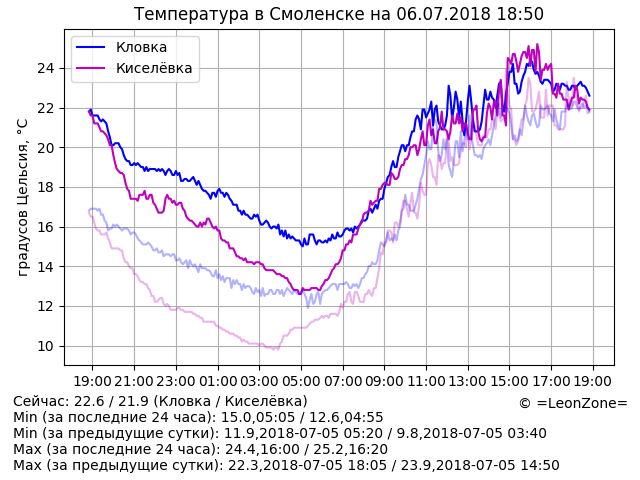 Температура в Смоленске на 06.07.2018 18:50
Кловка
Киселёвка
градусов Цельсия, °C
24
22
20
18
16
14
12
10
19:00 21:00 23:00 01:00 03:00 05:00 07:00 09:00 11:00 13:00 15:00 17:00 19:00
Сейчас: 22.6 / 21.9 (Кловка / Киселёвка)
© =LeonZone=
Min (за последние 24 часа): 15.0,05:05 / 12.6,04:55
Min (за предыдущие сутки): 11.9,2018-07-05 05:20 / 9.8,2018-07-05 03:40
Max (за последние 24 часа): 24.4,16:00 / 25.2,16:20
Max (за предыдущие сутки): 22.3,2018-07-05 18:05 / 23.9,2018-07-05 14:50